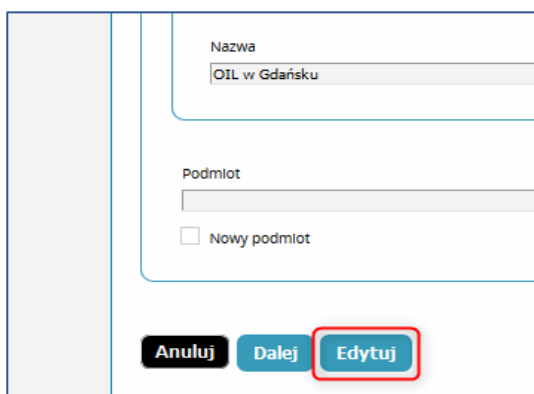 Nazwa
OIL w Gdańsku
Podmiot
Nowy podmiot
Anuluj Dalej Edytuj